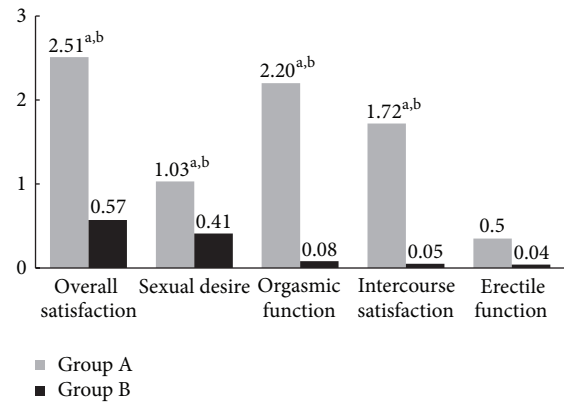 3
2
1
0
2.51a,b
0.57
1.03a,b
0.41
2.20a,b
0.08
1.72a,b
0.05
0.5
0.04
Overall
satisfaction
Sexual desire
Orgasmic
function
Intercourse
satisfaction
Erectile
function
Group A
Group B